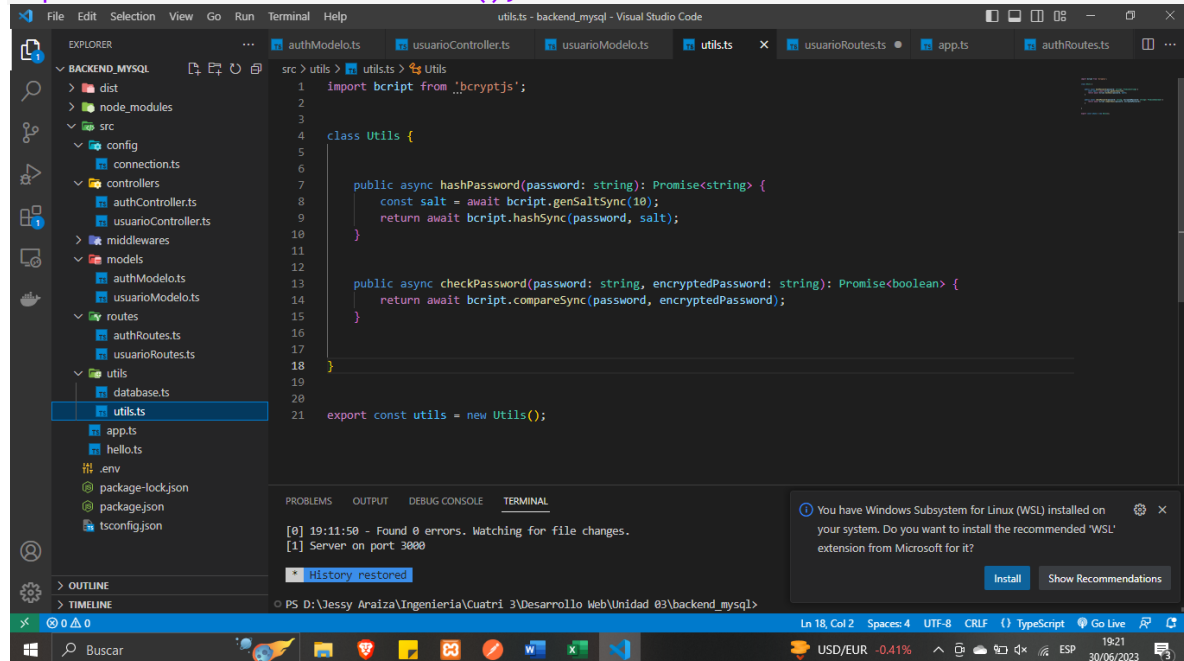 File Edit Selection View Go Run Terminal Help utils.ts - backend_mysql - Visual Studio Code
EXPLORER
authModelo.ts usuarioController.ts usuarioModelo.ts utils.ts usuarioRoutes.ts app.ts authRoutes.ts
BACKEND_MYSQL
dist
node_modules
src
config
connection.ts
controllers
authController.ts
usuarioController.ts
middlewares
models
authModelo.ts
usuarioModelo.ts
routes
authRoutes.ts
usuarioRoutes.ts
utils
database.ts
utils.ts
app.ts
hello.ts
.env
package-lock.json
package.json
tsconfig.json
OUTLINE
TIMELINE
src > utils > utils.ts > Utils
1 import bcript from 'bcryptjs';
2
3
4 class Utils {
5
6
7 public async hashPassword(password: string): Promise<string> {
8 const salt = await bcript.genSaltSync(10);
9 return await bcript.hashSync(password, salt);
10 }
11
12
13 public async checkPassword(password: string, encryptedPassword: string): Promise<boolean> {
14 return await bcript.compareSync(password, encryptedPassword);
15 }
16
17
18 }
19
20
21 export const utils = new Utils();
PROBLEMS OUTPUT DEBUG CONSOLE TERMINAL
[0] 19:11:50 - Found 0 errors. Watching for file changes.
[1] Server on port 3000
* History restored
PS D:\Jessy Araiza\Ingenieria\Cuatri 3\Desarrollo Web\Unidad 03\backend_mysql>
You have Windows Subsystem for Linux (WSL) installed on
your system. Do you want to install the recommended 'WSL'
extension from Microsoft for it?
Install Show Recommendations
0 0 Ln 18, Col 2 Spaces: 4 UTF-8 CRLF {} TypeScript Go Live
Buscar USD/EUR -0.41% ESP 19:21
30/06/2023 3